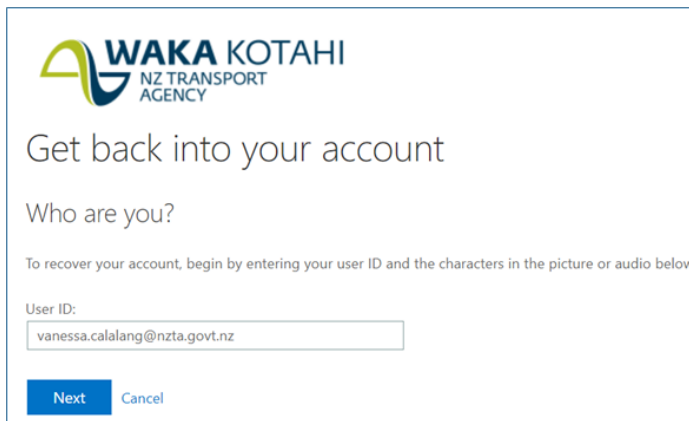 WAKA KOTAHI
NZ TRANSPORT
AGENCY
Get back into your account
Who are you?
To recover your account, begin by entering your user ID and the characters in the picture or audio below
User ID:
vanessa.calalang@nzta.govt.nz
Next Cancel